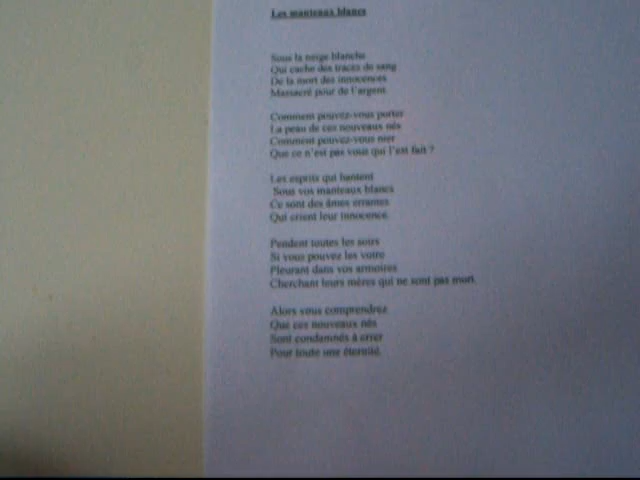 Les manteaux blancs
Sous la neige blanche
Qui cache des traces de sang
De la mort des innocences
Massacré pour de l'argent.
Comment pouvez-vous porter
La peau de ces nouveaux nés
Comment pouvez-vous nier
Que ce n'est pas vous qui l'est fait ?
Les esprits qui hantent
Sous vos manteaux blancs
Ce sont des âmes errantes
Qui crient leur innocence.
Pendent toutes les soirs
Si vous pouvez les voire
Pleurant dans vos armoires
Cherchant leurs mères qui ne sont pas mort.
Alors vous comprendrez
Que ces nouveaux nés
Sont condamnés à errer
Pour toute une éternité.